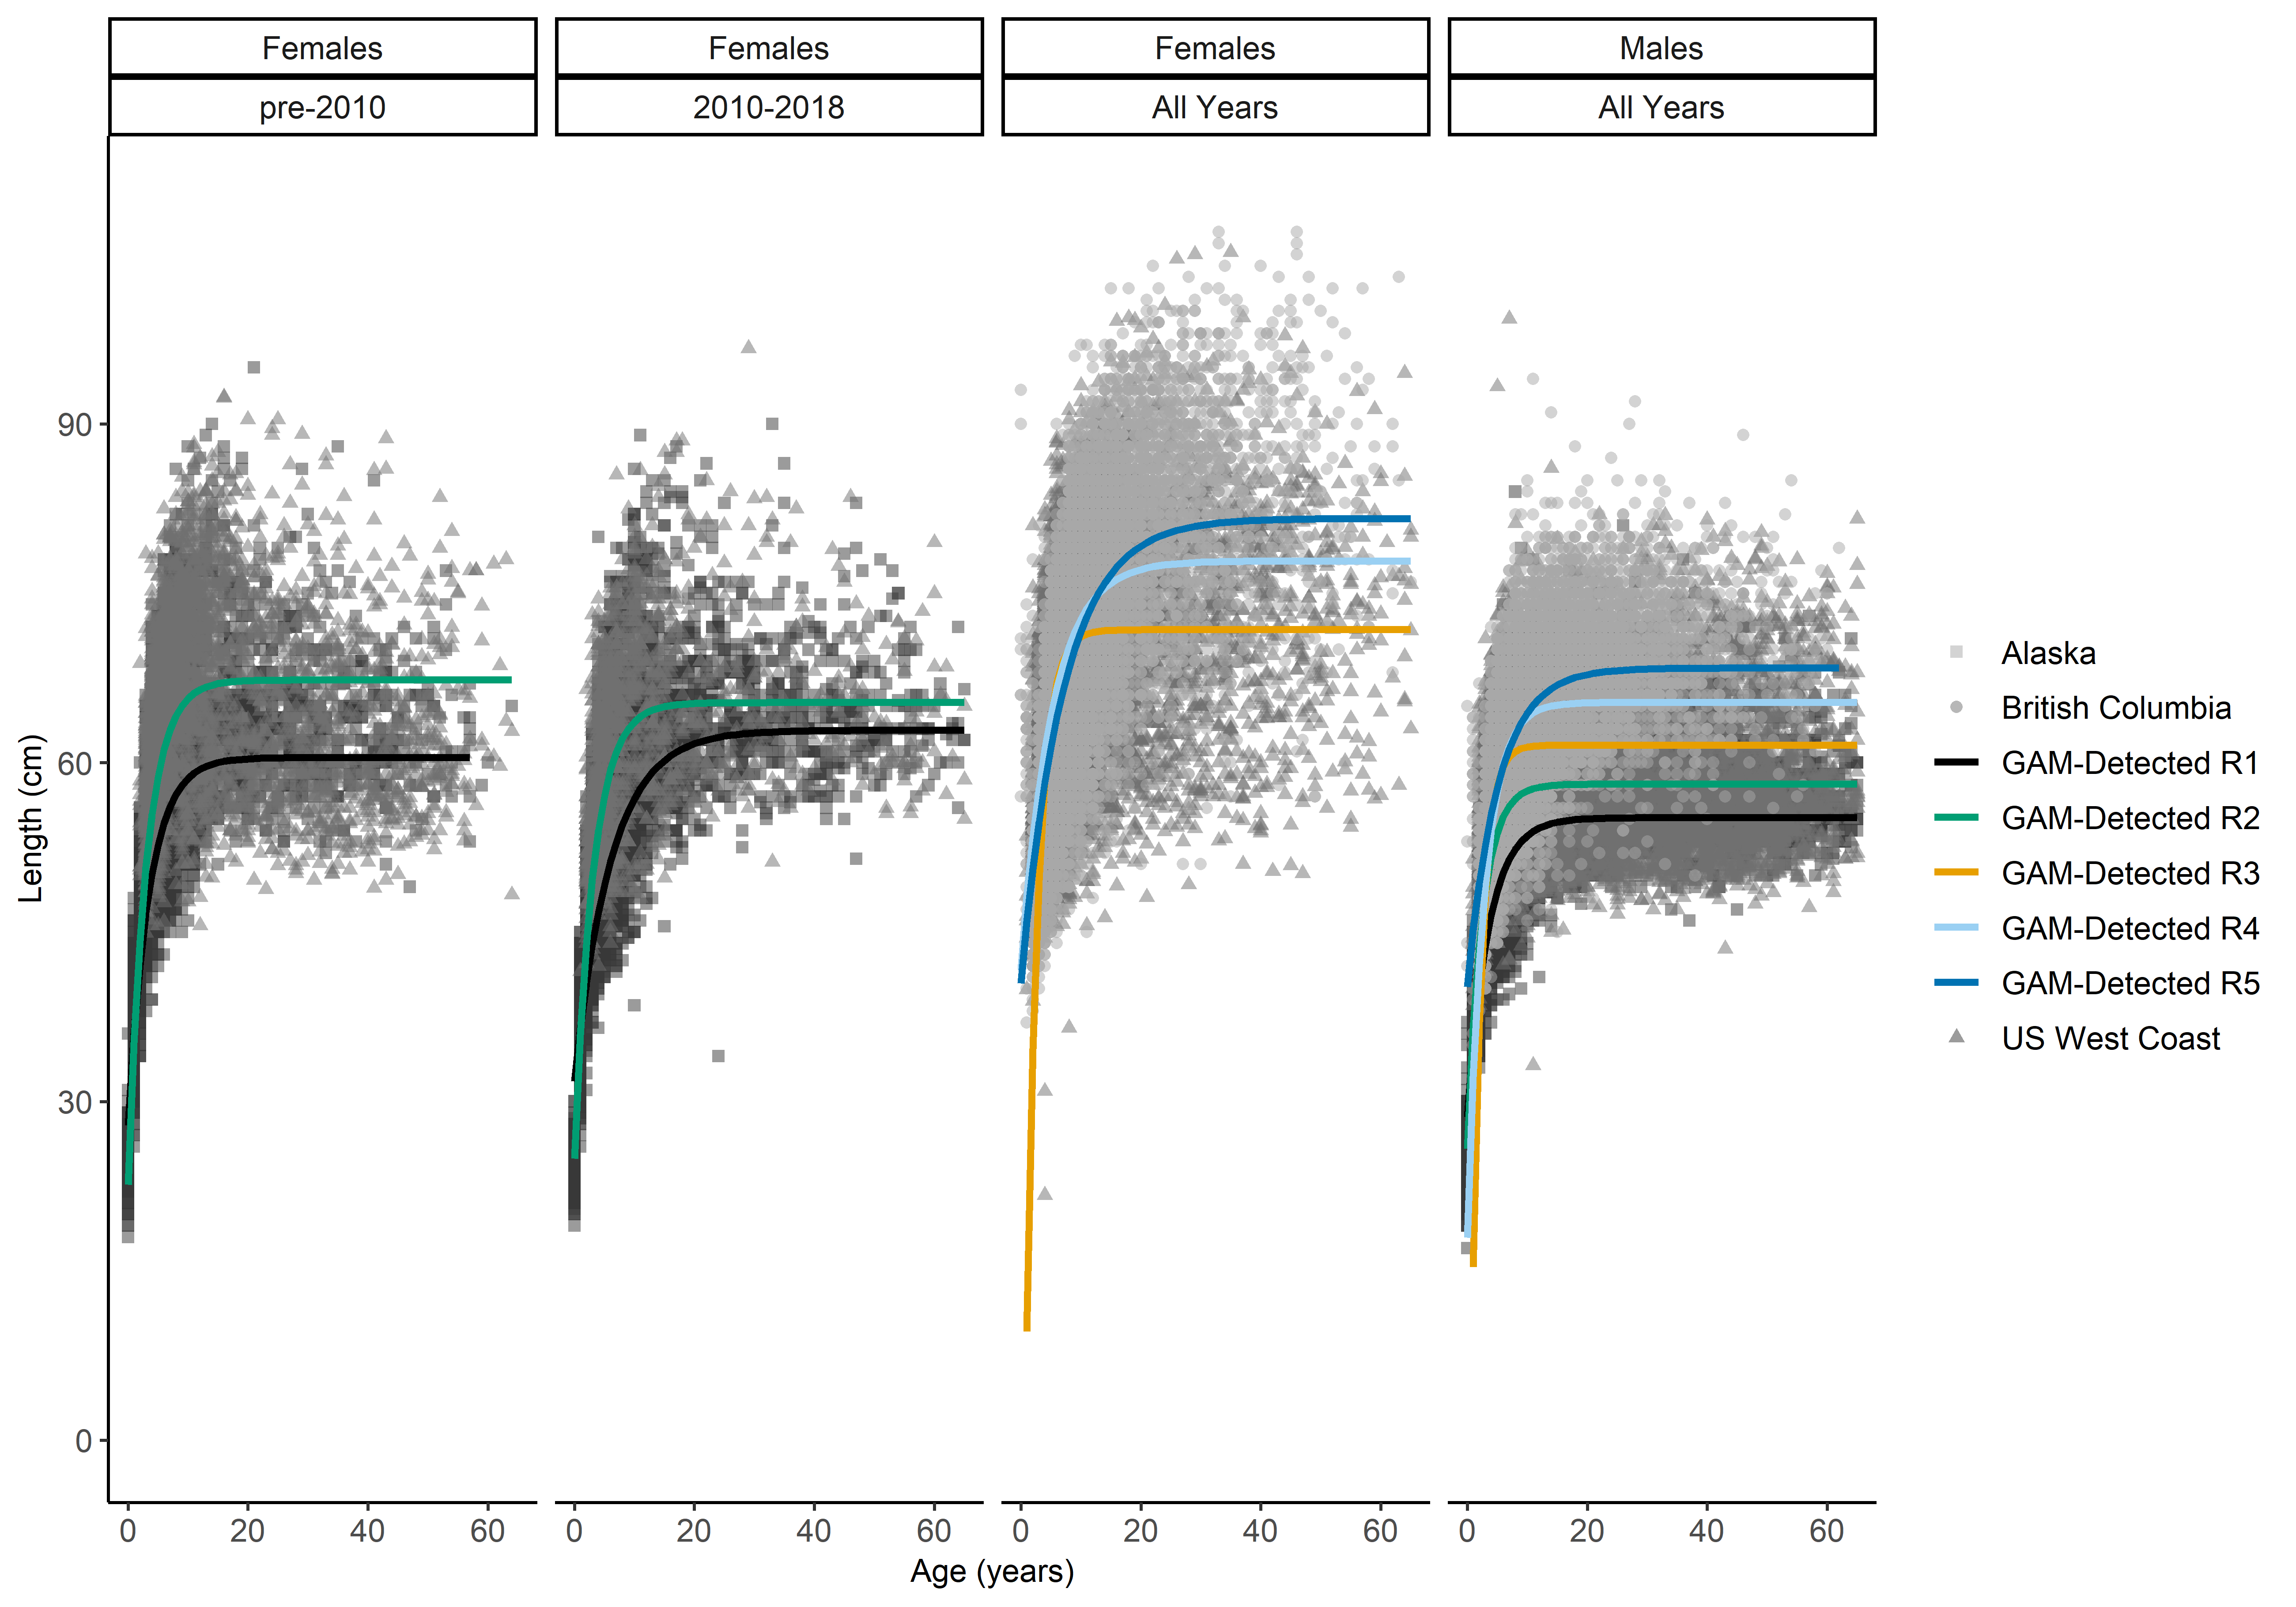 Females
Females
Females
Males
pre-2010
2010-2018
All Years
All Years
90
60
30
0
Length (cm)
0 20 40 60
0 20 40 60
0 20 40 60
0 20 40 60
Age (years)
Alaska
British Columbia
GAM-Detected R1
GAM-Detected R2
GAM-Detected R3
GAM-Detected R4
GAM-Detected R5
US West Coast